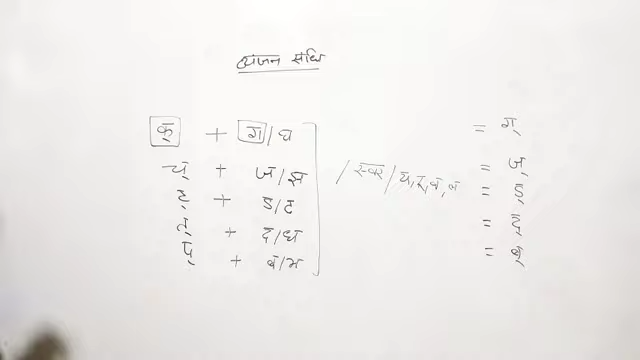 व्यंजन संधि
क् + ग/घ = ग्
च् + ज/झ / स्वर / य, र, ल, व = ज्
ट् + ड/ढ = ड्
त् + द/ध = द्
प् + ब/भ = ब्